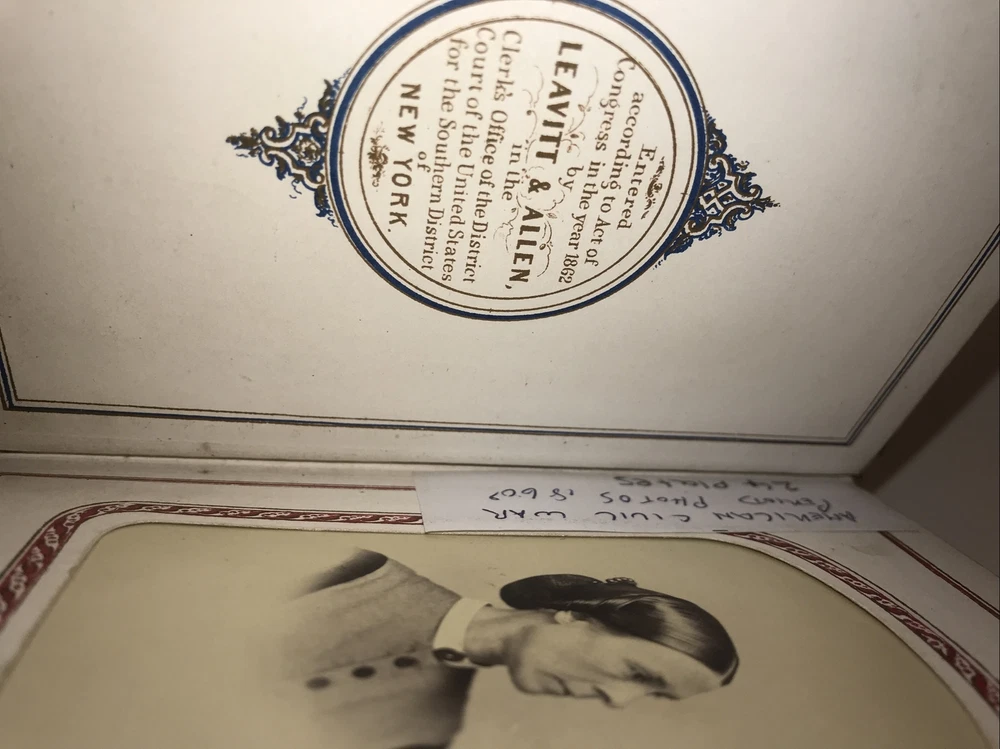 Entered
according to Act of
Congress in the year 1862
by
LEAVITT & ALLEN,
in the
Clerk's Office of the District
Court of the United States
for the Southern District
of
NEW YORK.
AMERICAN CIVIL WAR
PERIOD PHOTOS 1860s
24 Plates